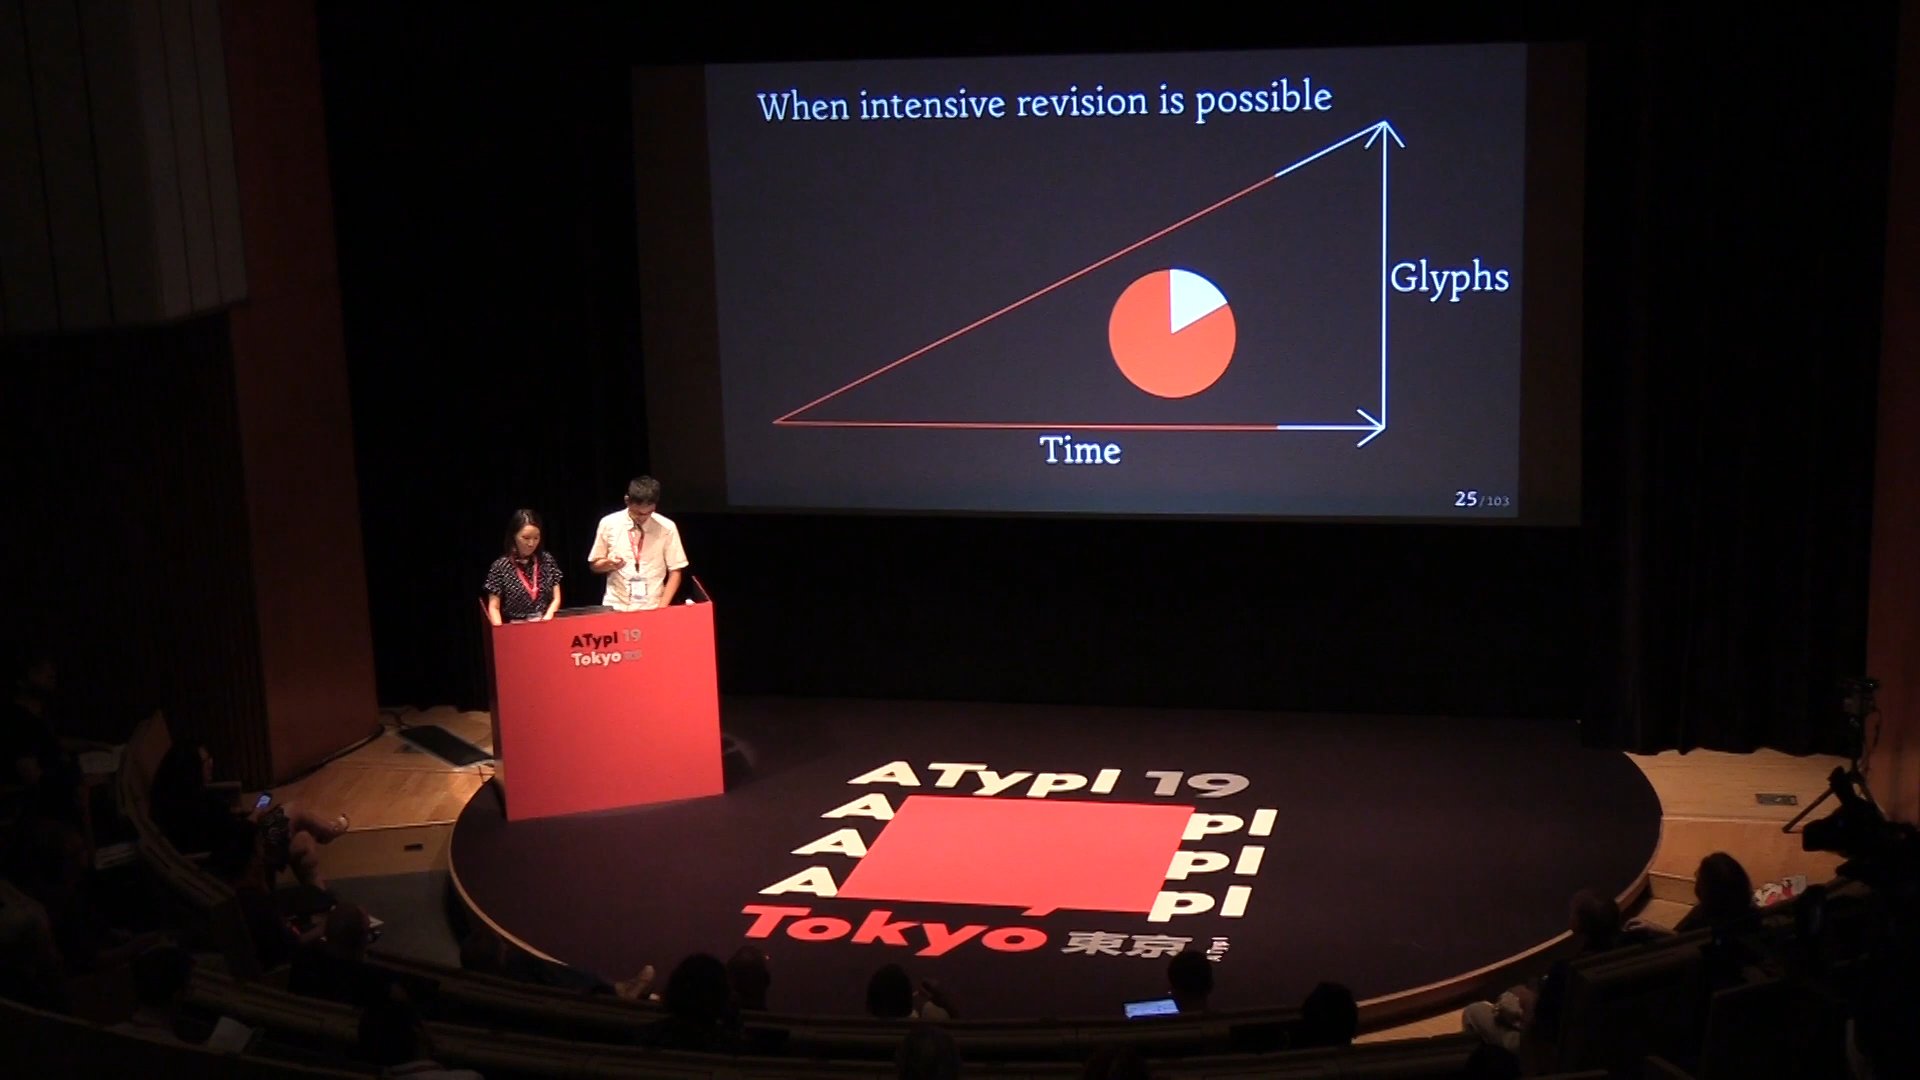 When intensive revision is possible
Glyphs
Time
25/103
ATypI 19
Tokyo
ATypI 19
A pI
A pI
A pI
Tokyo 東京